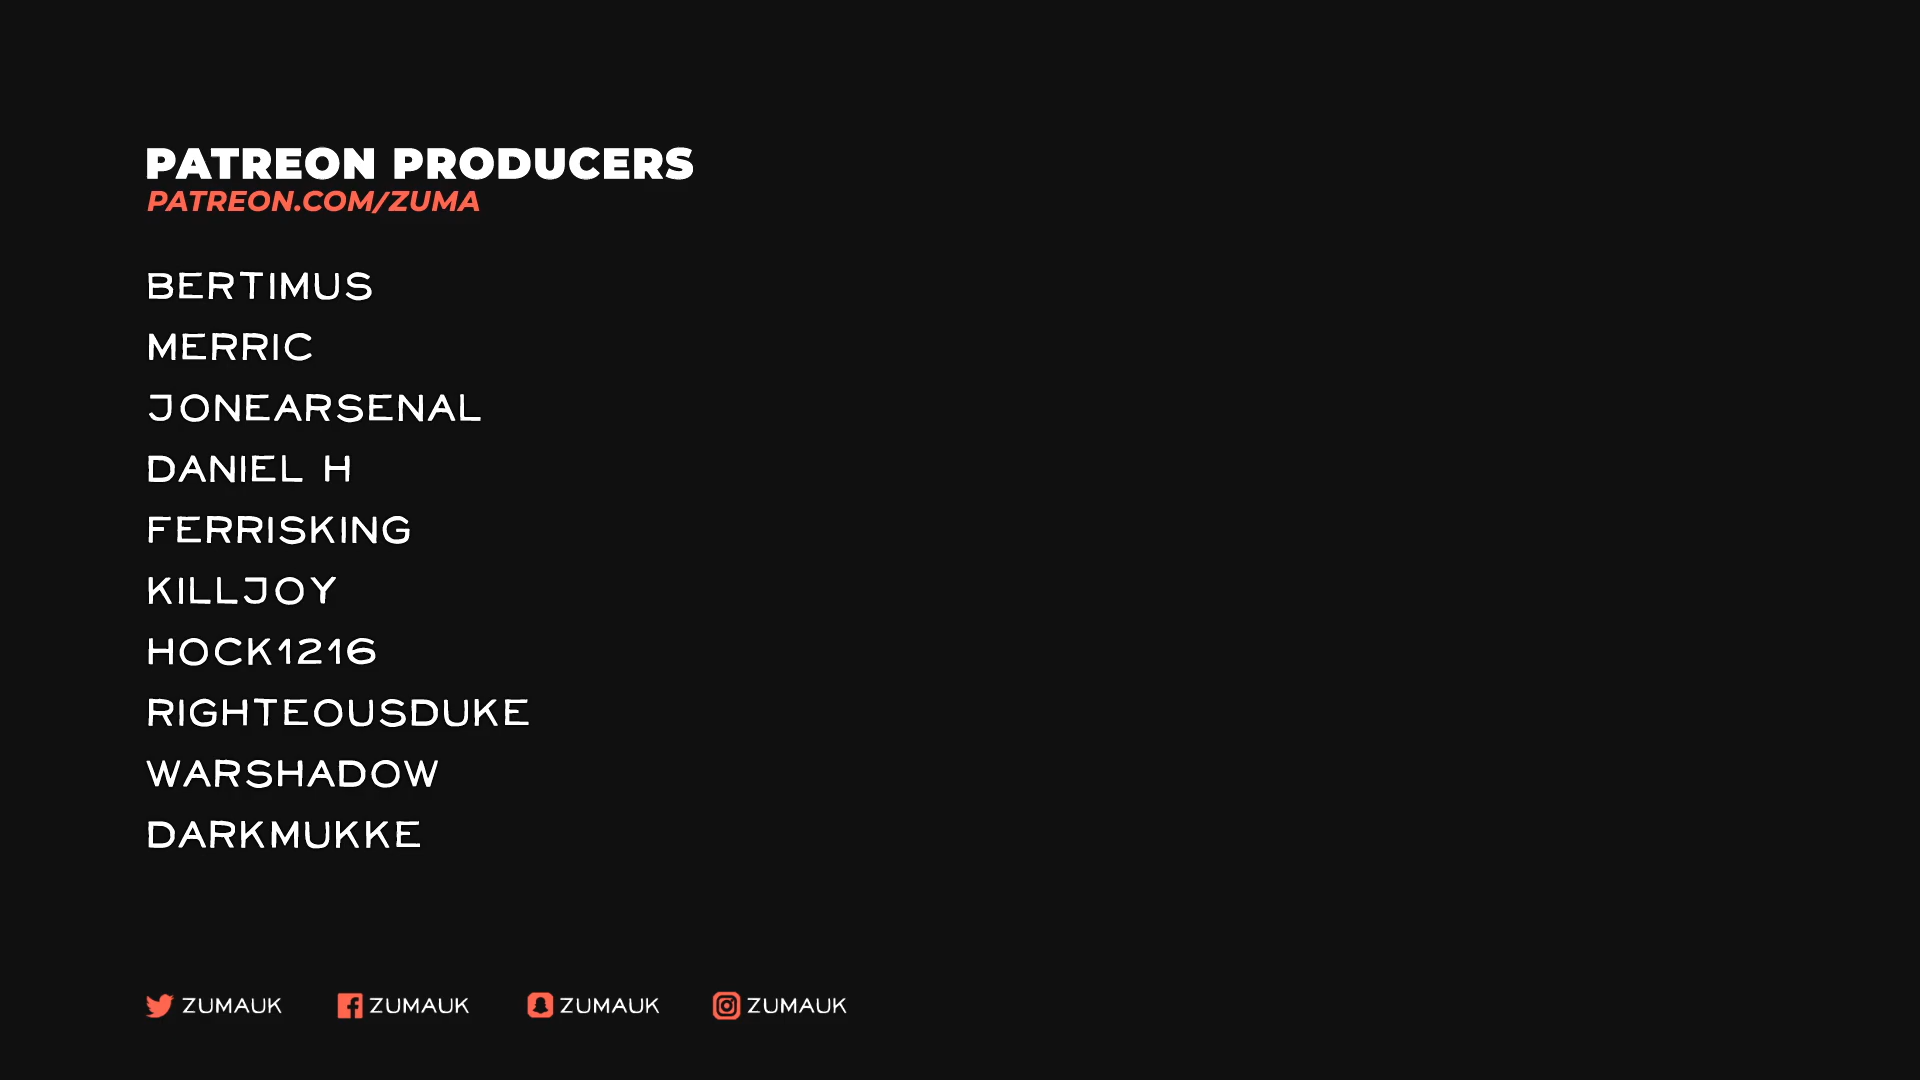 PATREON PRODUCERS
PATREON.COM/ZUMA
BERTIMUS
MERRIC
JONEARSENAL
DANIEL H
FERRISKING
KILLJOY
HOCK1216
RIGHTEOUSDUKE
WARSHADOW
DARKMUKKE
ZUMAUK ZUMAUK ZUMAUK ZUMAUK